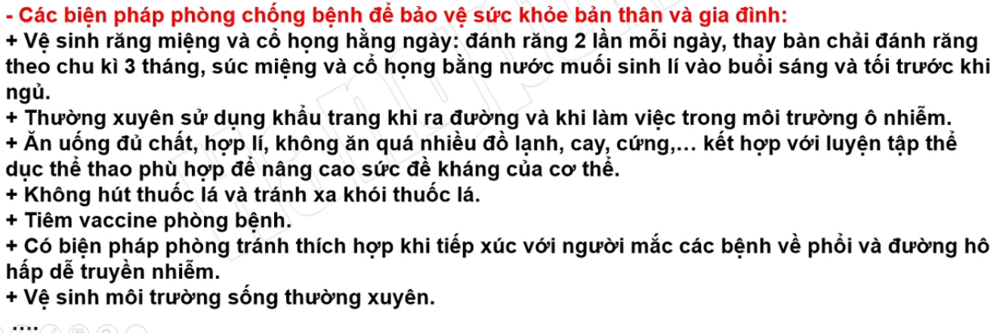 - Các biện pháp phòng chống bệnh để bảo vệ sức khỏe bản thân và gia đình:
+ Vệ sinh răng miệng và cổ họng hằng ngày: đánh răng 2 lần mỗi ngày, thay bàn chải đánh răng
theo chu kì 3 tháng, súc miệng và cổ họng bằng nước muối sinh lí vào buổi sáng và tối trước khi
ngủ.
+ Thường xuyên sử dụng khẩu trang khi ra đường và khi làm việc trong môi trường ô nhiễm.
+ Ăn uống đủ chất, hợp lí, không ăn quá nhiều đồ lạnh, cay, cứng,... kết hợp với luyện tập thể
dục thể thao phù hợp để nâng cao sức đề kháng của cơ thể.
+ Không hút thuốc lá và tránh xa khói thuốc lá.
+ Tiêm vaccine phòng bệnh.
+ Có biện pháp phòng tránh thích hợp khi tiếp xúc với người mắc các bệnh về phổi và đường hô
hấp dễ truyền nhiễm.
+ Vệ sinh môi trường sống thường xuyên.
....